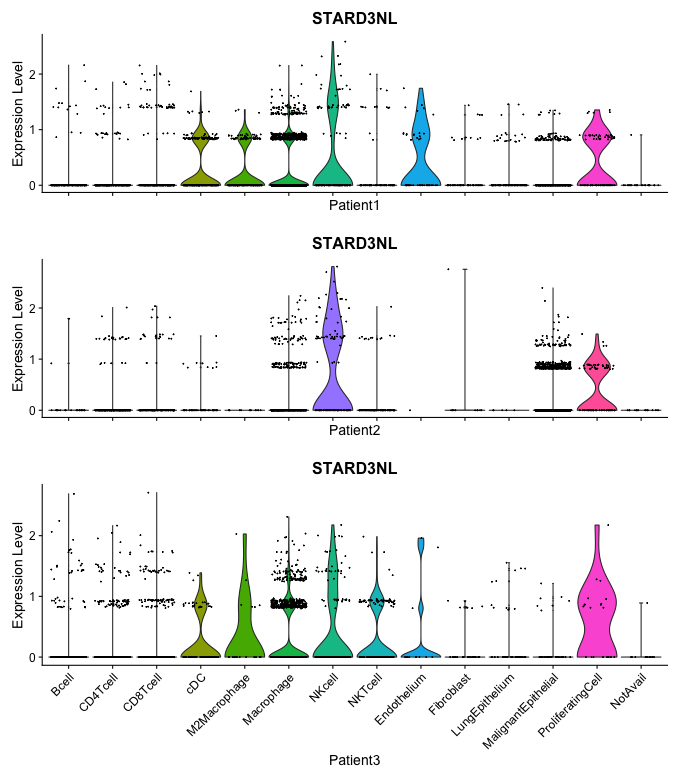 STARD3NL
Expression Level
2
1
0
Patient1
STARD3NL
Expression Level
2
1
0
Patient2
STARD3NL
Expression Level
2
1
0
Bcell
CD4Tcell
CD8Tcell
cDC
M2Macrophage
Macrophage
NKcell
NKTcell
Endothelium
Fibroblast
LungEpithelium
MalignantEpithelial
ProliferatingCell
NotAvail
Patient3